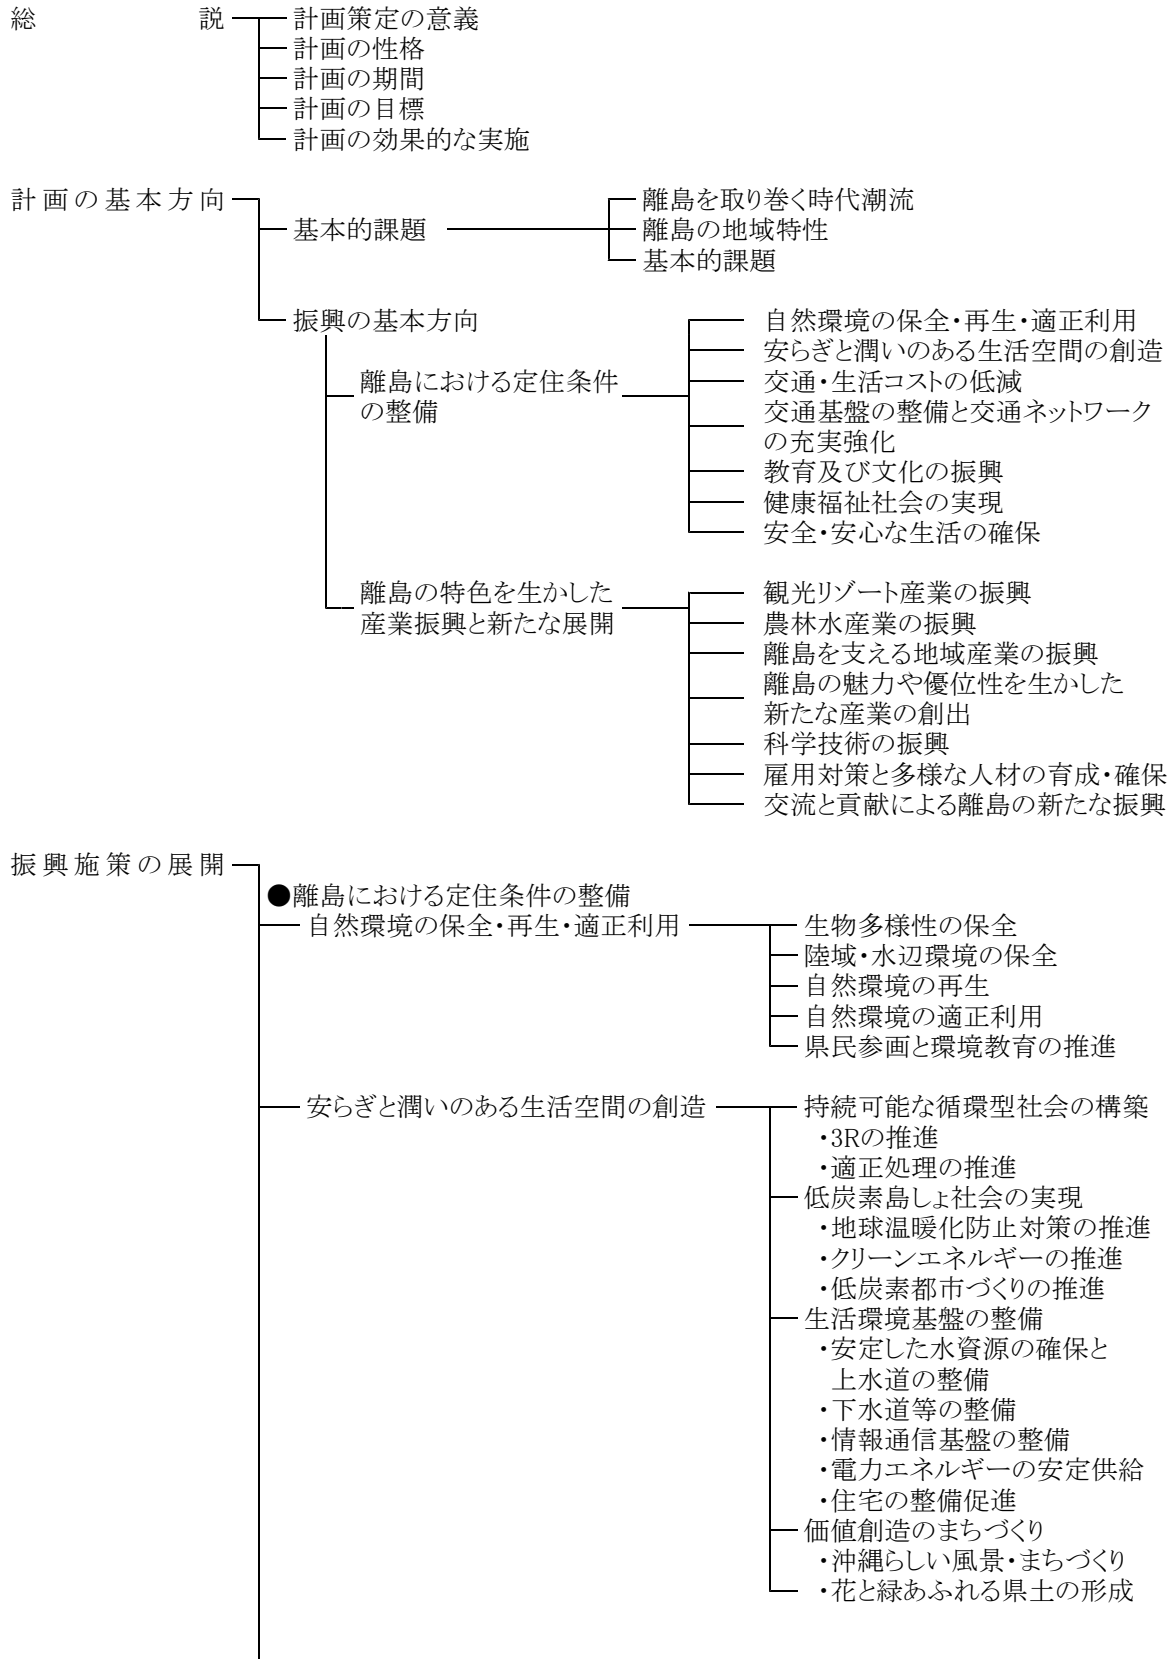 総説
計画策定の意義
計画の性格
計画の期間
計画の目標
計画の効果的な実施
計画の基本方向
基本的課題
離島を取り巻く時代潮流
離島の地域特性
基本的課題
振興の基本方向
離島における定住条件
の整備
自然環境の保全・再生・適正利用
安らぎと潤いのある生活空間の創造
交通・生活コストの低減
交通基盤の整備と交通ネットワーク
の充実強化
教育及び文化の振興
健康福祉社会の実現
安全・安心な生活の確保
離島の特色を生かした
産業振興と新たな展開
観光リゾート産業の振興
農林水産業の振興
離島を支える地域産業の振興
離島の魅力や優位性を生かした
新たな産業の創出
科学技術の振興
雇用対策と多様な人材の育成・確保
交流と貢献による離島の新たな振興
振興施策の展開
●離島における定住条件の整備
自然環境の保全・再生・適正利用
生物多様性の保全
陸域・水辺環境の保全
自然環境の再生
自然環境の適正利用
県民参画と環境教育の推進
安らぎと潤いのある生活空間の創造
持続可能な循環型社会の構築
・3Rの推進
・適正処理の推進
低炭素島しょ社会の実現
・地球温暖化防止対策の推進
・クリーンエネルギーの推進
・低炭素都市づくりの推進
生活環境基盤の整備
・安定した水資源の確保と
上水道の整備
・下水道等の整備
・情報通信基盤の整備
・電力エネルギーの安定供給
・住宅の整備促進
価値創造のまちづくり
・沖縄らしい風景・まちづくり
・花と緑あふれる県土の形成